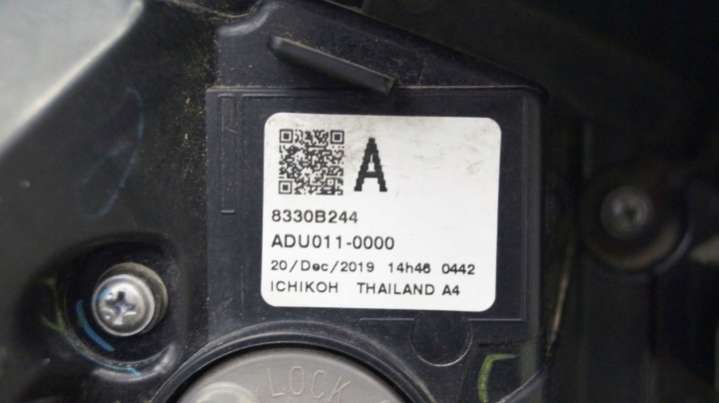 A
8330B244
ADU011-0000
20/Dec/2019 14h46 0442
ICHIKOH THAILAND A4
LOCK